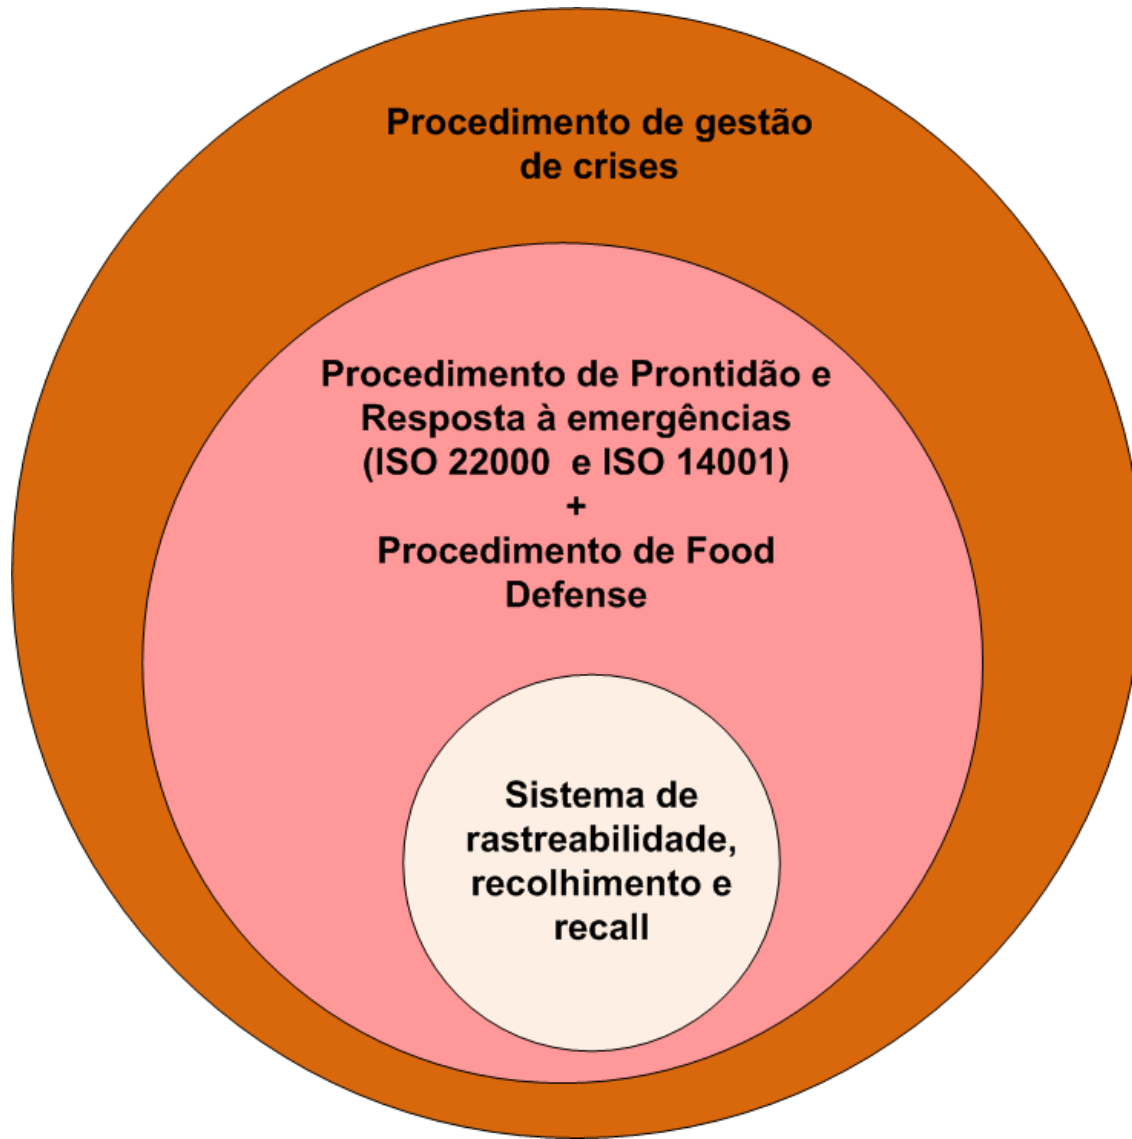 Procedimento de gestão
de crises
Procedimento de Prontidão e
Resposta à emergências
(ISO 22000 e ISO 14001)
+
Procedimento de Food
Defense
Sistema de
rastreabilidade,
recolhimento e
recall